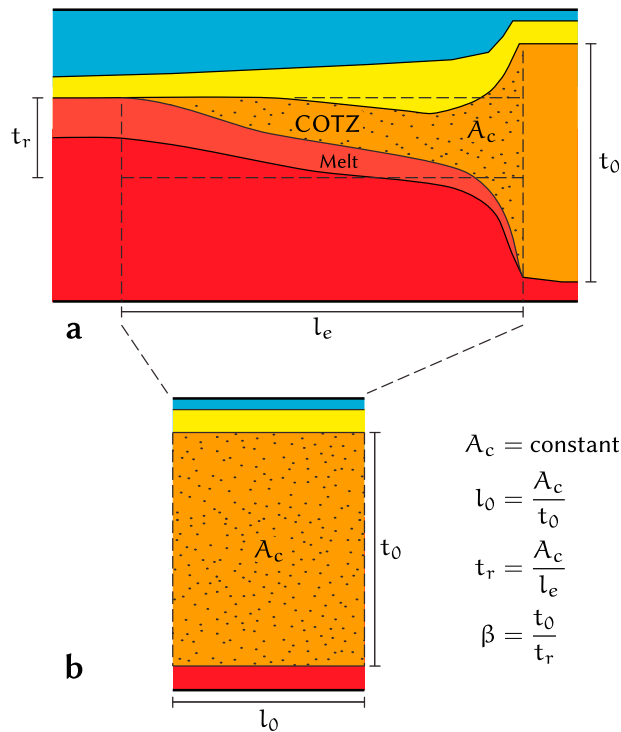 COTZ
A_c
Melt
t_r
t_0
a
l_e
A_c = constant
l_0 = A_c / t_0
t_r = A_c / l_e
β = t_0 / t_r
A_c
t_0
b
l_0